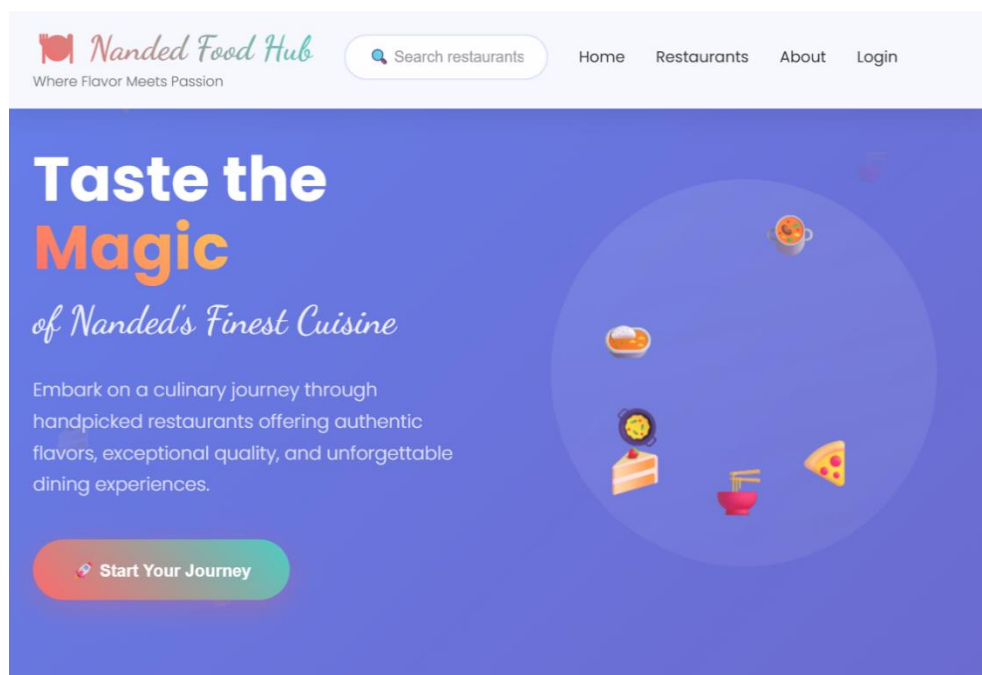 Nanded Food Hub
Where Flavor Meets Passion
Search restaurants
Home
Restaurants
About
Login
Taste the
Magic
of Nanded's Finest Cuisine
Embark on a culinary journey through
handpicked restaurants offering authentic
flavors, exceptional quality, and unforgettable
dining experiences.
Start Your Journey